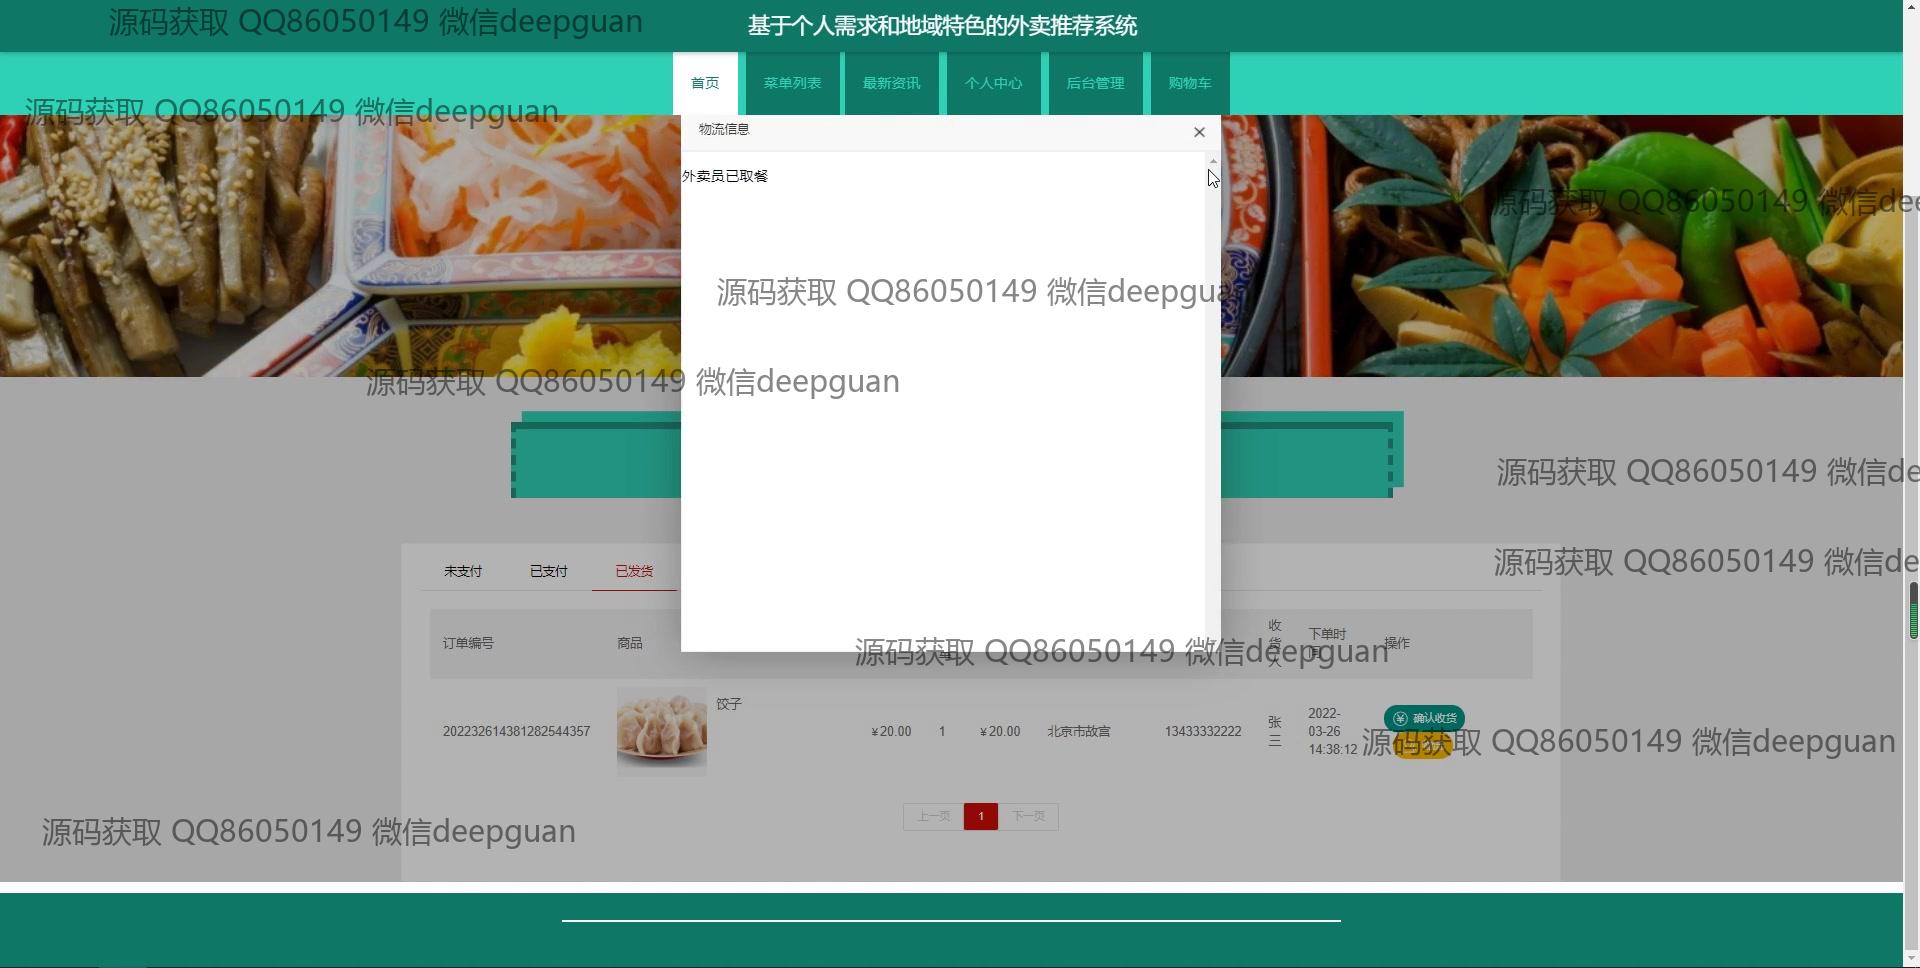 源码获取 QQ86050149 微信deepguan
基于个人需求和地域特色的外卖推荐系统
首页 菜单列表 最新资讯 个人中心 后台管理 购物车
源码获取 QQ86050149 微信deepguan
物流信息
外卖员已取餐
源码获取 QQ86050149 微信de
源码获取 QQ86050149 微信deepgua
源码获取 QQ86050149 微信deepguan
源码获取 QQ86050149 微信de
源码获取 QQ86050149 微信de
未支付 已支付 已发货
订单编号 商品 收货人 下单时间 操作
源码获取 QQ86050149 微信deepguan
202232614381282544357 饺子 ￥20.00 1 ￥20.00 北京市故宫 13433332222 张三 2022-03-26 14:38:12 确认收货
源码获取 QQ86050149 微信deepguan
上一页 1 下一页
源码获取 QQ86050149 微信deepguan